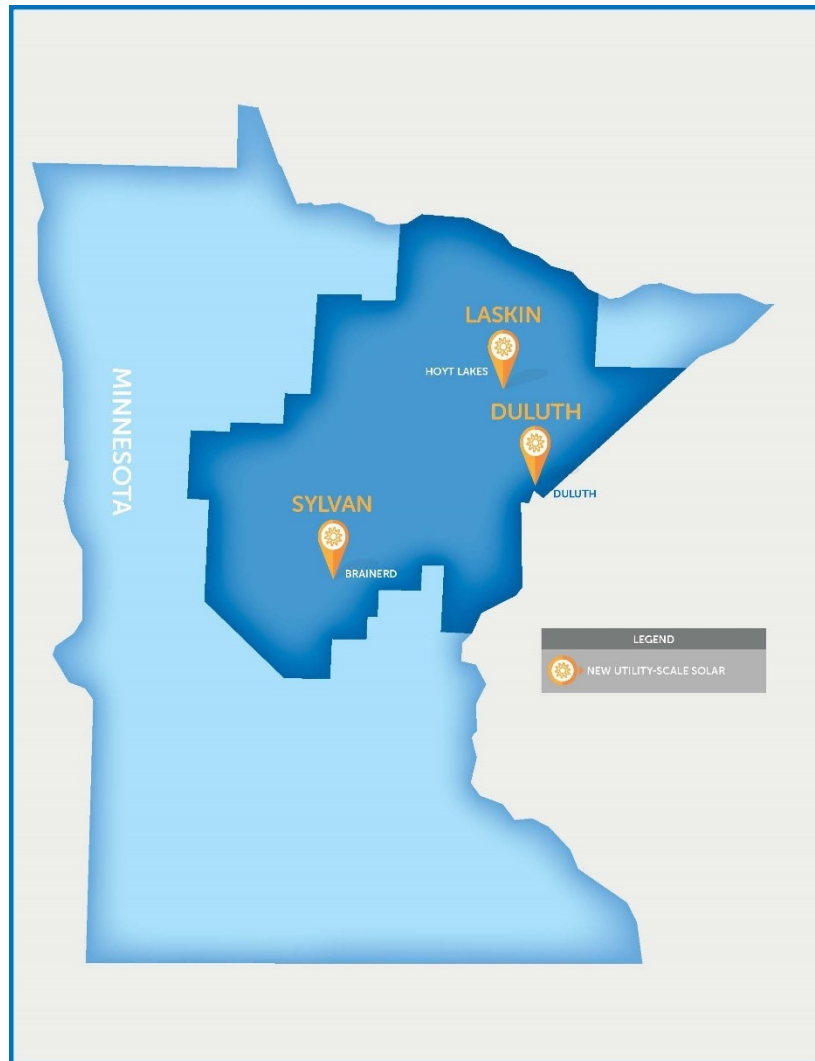 LASKIN
HOYT LAKES
DULUTH
DULUTH
SYLVAN
BRAINERD
MINNESOTA
LEGEND
NEW UTILITY-SCALE SOLAR